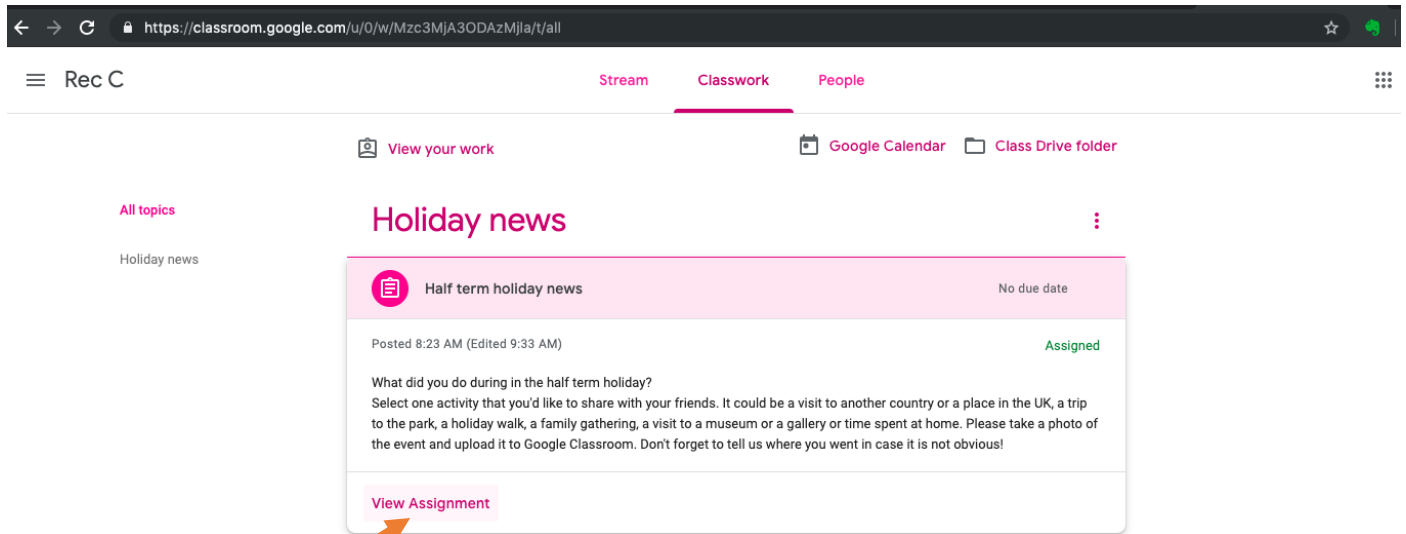 https://classroom.google.com/u/0/w/Mzc3MjA3ODAzMjla/t/all
Rec C
Stream
Classwork
People
View your work
Google Calendar
Class Drive folder
All topics
Holiday news
Holiday news
Half term holiday news
No due date
Posted 8:23 AM (Edited 9:33 AM)
Assigned
What did you do during in the half term holiday?
Select one activity that you'd like to share with your friends. It could be a visit to another country or a place in the UK, a trip
to the park, a holiday walk, a family gathering, a visit to a museum or a gallery or time spent at home. Please take a photo of
the event and upload it to Google Classroom. Don't forget to tell us where you went in case it is not obvious!
View Assignment